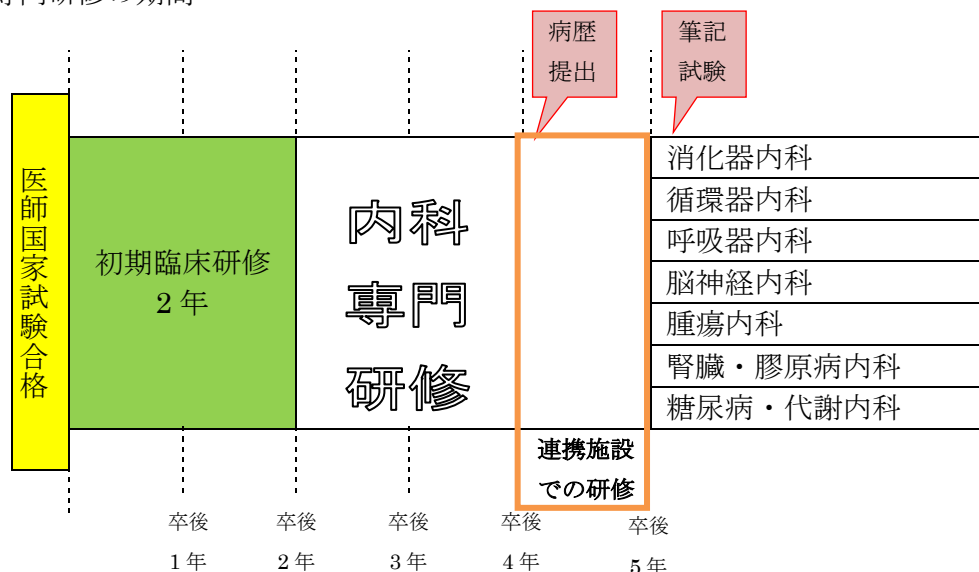 専門研修の期間
病歴
提出
筆記
試験
医師国家試験合格
初期臨床研修
2 年
内科
専門
研修
消化器内科
循環器内科
呼吸器内科
脳神経内科
腫瘍内科
腎臓・膠原病内科
糖尿病・代謝内科
連携施設
での研修
卒後
1 年
卒後
2 年
卒後
3 年
卒後
4 年
卒後
5 年